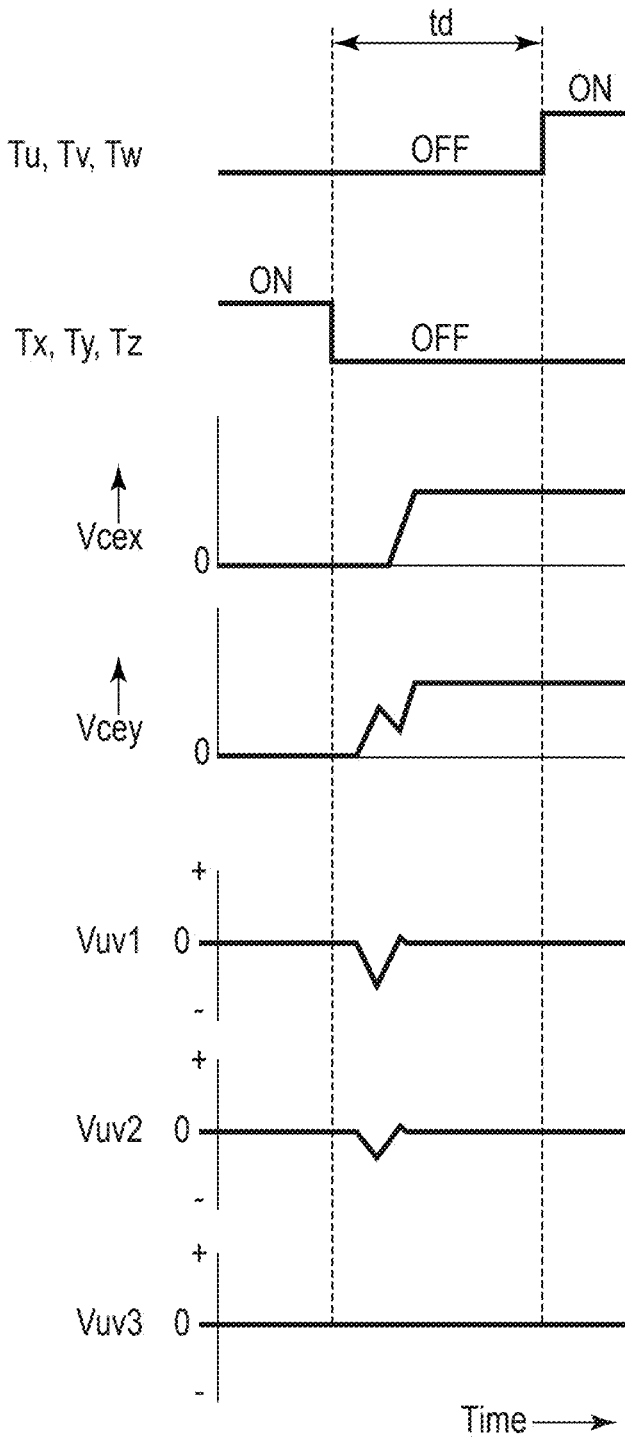 td
ON
Tu, Tv, Tw
OFF
ON
Tx, Ty, Tz
OFF
Vcex
0
Vcey
0
+
Vuv1 0
-
+
Vuv2 0
-
+
Vuv3 0
-
Time